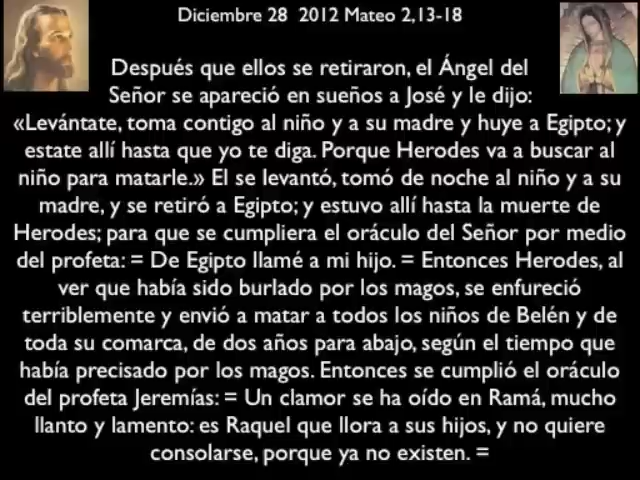 Diciembre 28 2012 Mateo 2,13-18
Después que ellos se retiraron, el Ángel del
Señor se apareció en sueños a José y le dijo:
«Levántate, toma contigo al niño y a su madre y huye a Egipto; y
estate allí hasta que yo te diga. Porque Herodes va a buscar al
niño para matarle.» El se levantó, tomó de noche al niño y a su
madre, y se retiró a Egipto; y estuvo allí hasta la muerte de
Herodes; para que se cumpliera el oráculo del Señor por medio
del profeta: = De Egipto llamé a mi hijo. = Entonces Herodes, al
ver que había sido burlado por los magos, se enfureció
terriblemente y envió a matar a todos los niños de Belén y de
toda su comarca, de dos años para abajo, según el tiempo que
había precisado por los magos. Entonces se cumplió el oráculo
del profeta Jeremías: = Un clamor se ha oído en Ramá, mucho
llanto y lamento: es Raquel que llora a sus hijos, y no quiere
consolarse, porque ya no existen. =